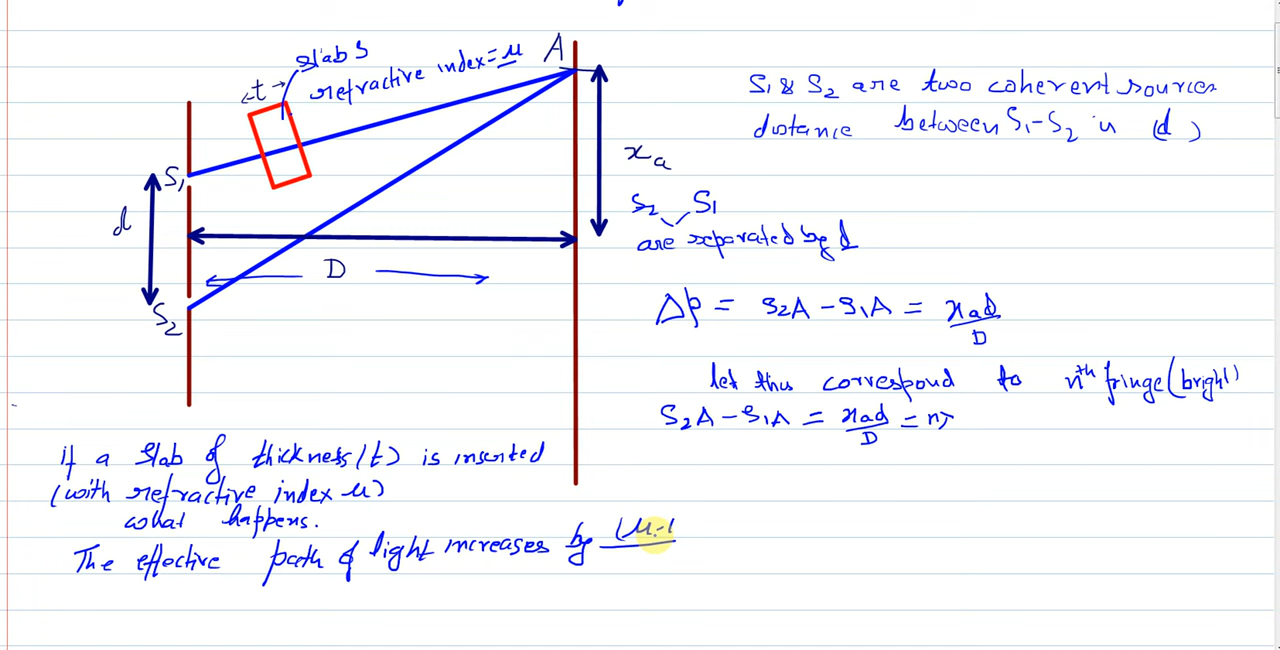 A
slab S
←t→
refractive index=μ
S1
d
S2
D
xa
S1 & S2 are two coherent sources
distance between S1-S2 is (d)
S2 S1
are separated by d
Δp = S2A - S1A = xad/D
let this correspond to nth fringe (bright)
S2A - S1A = xad/D = nλ
if a slab of thickness (t) is inserted
(with refractive index μ)
what happens.
The effective path of light increases by (μ-1